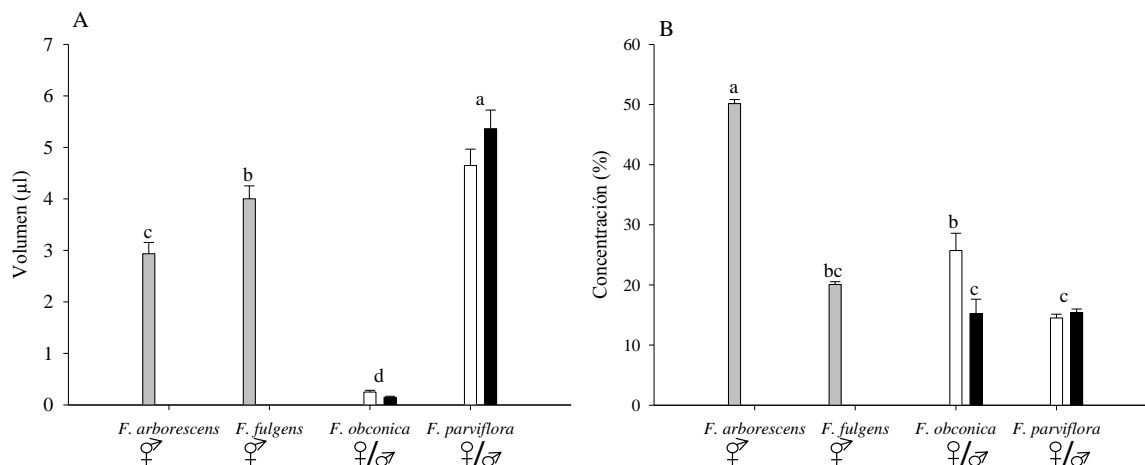 A
Volumen (µl)
7
6
5
4
3
2
1
0
c
b
d
a
F. arborescens F. fulgens F. obconica F. parviflora
⚥ ⚥ ♀/♂ ♀/♂
B
Concentración (%)
60
50
40
30
20
10
0
a
bc
b
c
c
F. arborescens F. fulgens F. obconica F. parviflora
⚥ ⚥ ♀/♂ ♀/♂